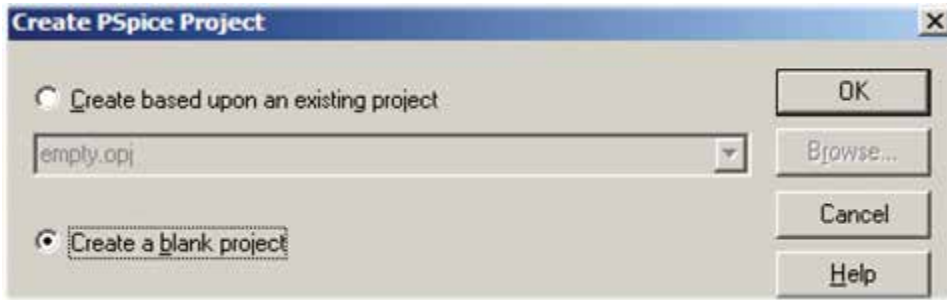 Create PSpice Project
Create based upon an existing project
OK
empty.opj
Browse...
Create a blank project
Cancel
Help